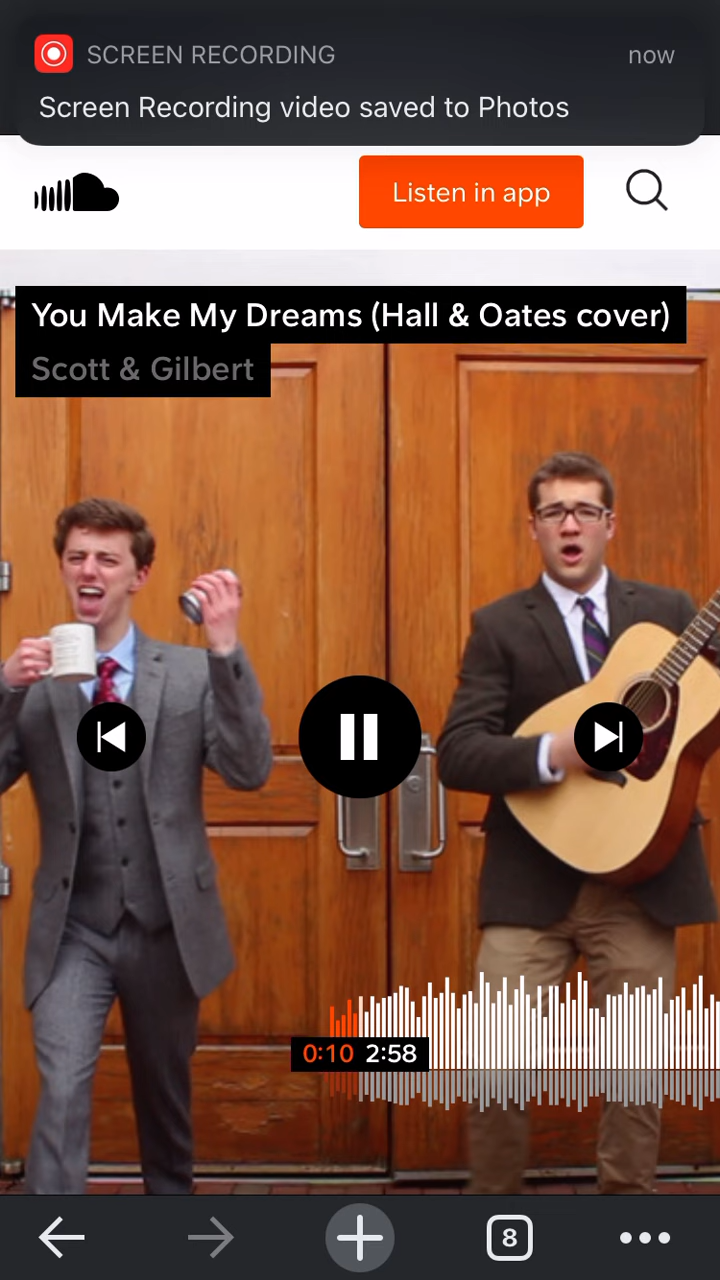 SCREEN RECORDING now
Screen Recording video saved to Photos
Listen in app
You Make My Dreams (Hall & Oates cover)
Scott & Gilbert
0:10 2:58
8